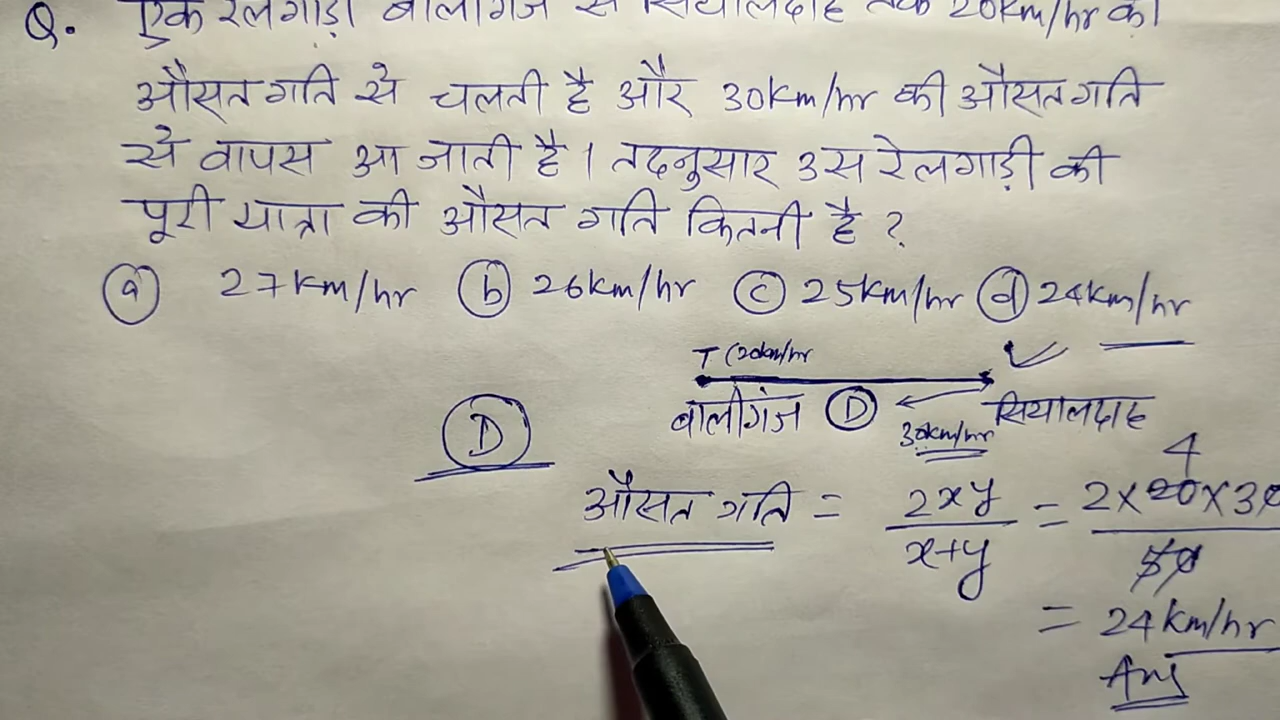 Q. एक रेलगाड़ी बालीगंज से सियालदाह तक 20km/hr की
औसत गति से चलती है और 30km/hr की औसत गति
से वापस आ जाती है। तदनुसार उस रेलगाड़ी की
पूरी यात्रा की औसत गति कितनी है ?
(a) 27km/hr (b) 26km/hr (c) 25km/hr (d) 24km/hr
T (20km/hr
बालीगंज (D) सियालदाह
30km/hr
(D)
4
औसत गति = 2xy / x+y = 2×20×30 / 50
= 24km/hr
Ans